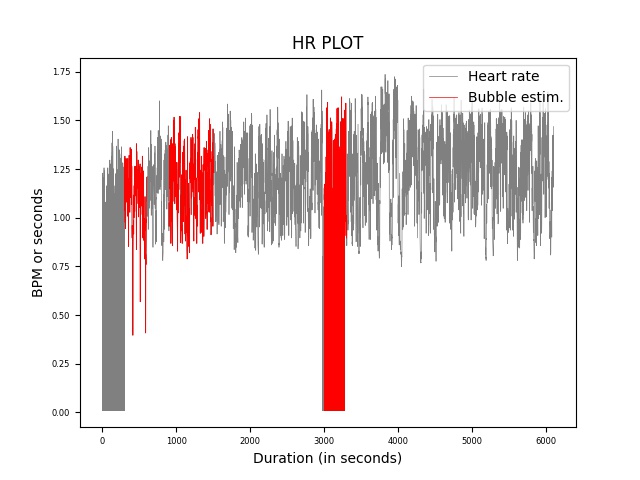 HR PLOT
Heart rate
Bubble estim.
BPM or seconds
1.75
1.50
1.25
1.00
0.75
0.50
0.25
0.00
0 1000 2000 3000 4000 5000 6000
Duration (in seconds)